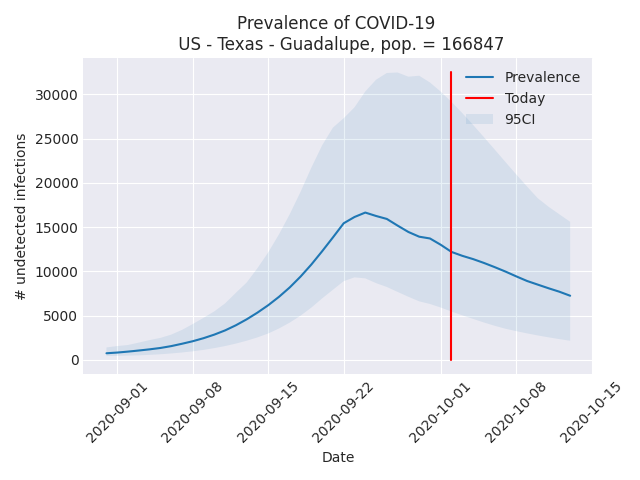 Prevalence of COVID-19
US - Texas - Guadalupe, pop. = 166847
Prevalence
Today
95CI
30000
25000
20000
15000
10000
5000
0
# undetected infections
2020-09-01
2020-09-08
2020-09-15
2020-09-22
2020-10-01
2020-10-08
2020-10-15
Date